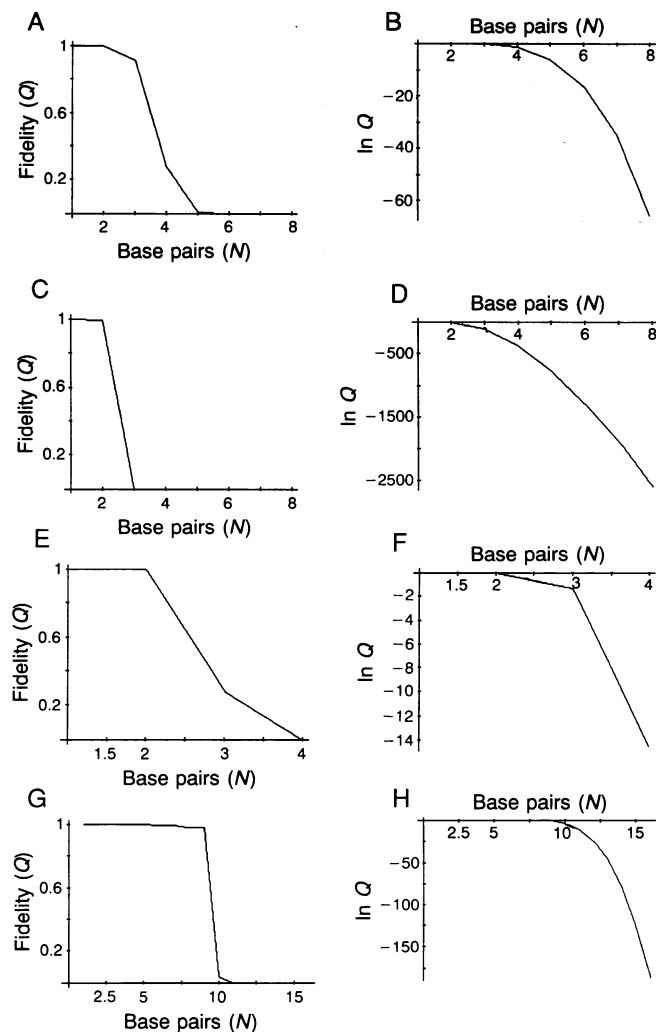 A
Fidelity (Q)
1
0.6
0.2
2 4 6 8
Base pairs (N)
B
Base pairs (N)
2 4 6 8
ln Q
−20
−40
−60
C
Fidelity (Q)
1
0.6
0.2
2 4 6 8
Base pairs (N)
D
Base pairs (N)
2 4 6 8
ln Q
−500
−1500
−2500
E
Fidelity (Q)
1
0.6
0.2
1.5 2 3 4
Base pairs (N)
F
Base pairs (N)
1.5 2 3 4
ln Q
−2
−4
−6
−8
−10
−12
−14
G
Fidelity (Q)
1
0.6
0.2
2.5 5 10 15
Base pairs (N)
H
Base pairs (N)
2.5 5 10 15
ln Q
−50
−100
−150